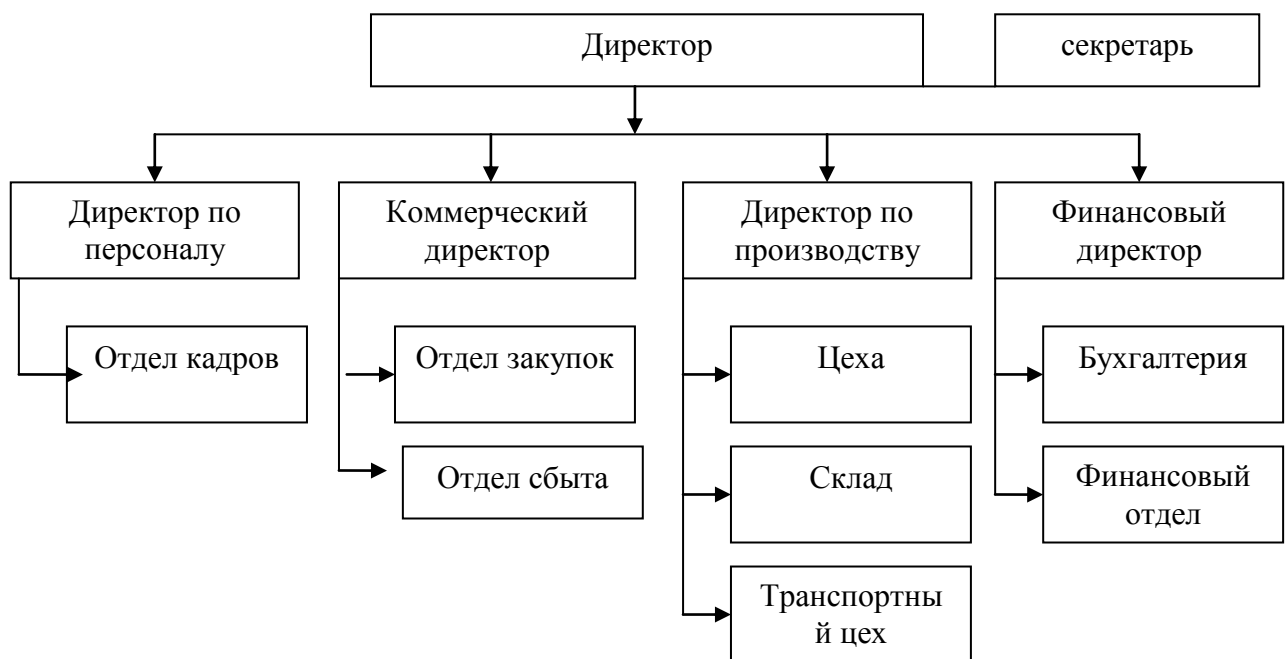 Директор
секретарь
Директор по
персоналу
Коммерческий
директор
Директор по
производству
Финансовый
директор
Отдел кадров
Отдел закупок
Цеха
Бухгалтерия
Отдел сбыта
Склад
Финансовый
отдел
Транспортны
й цех